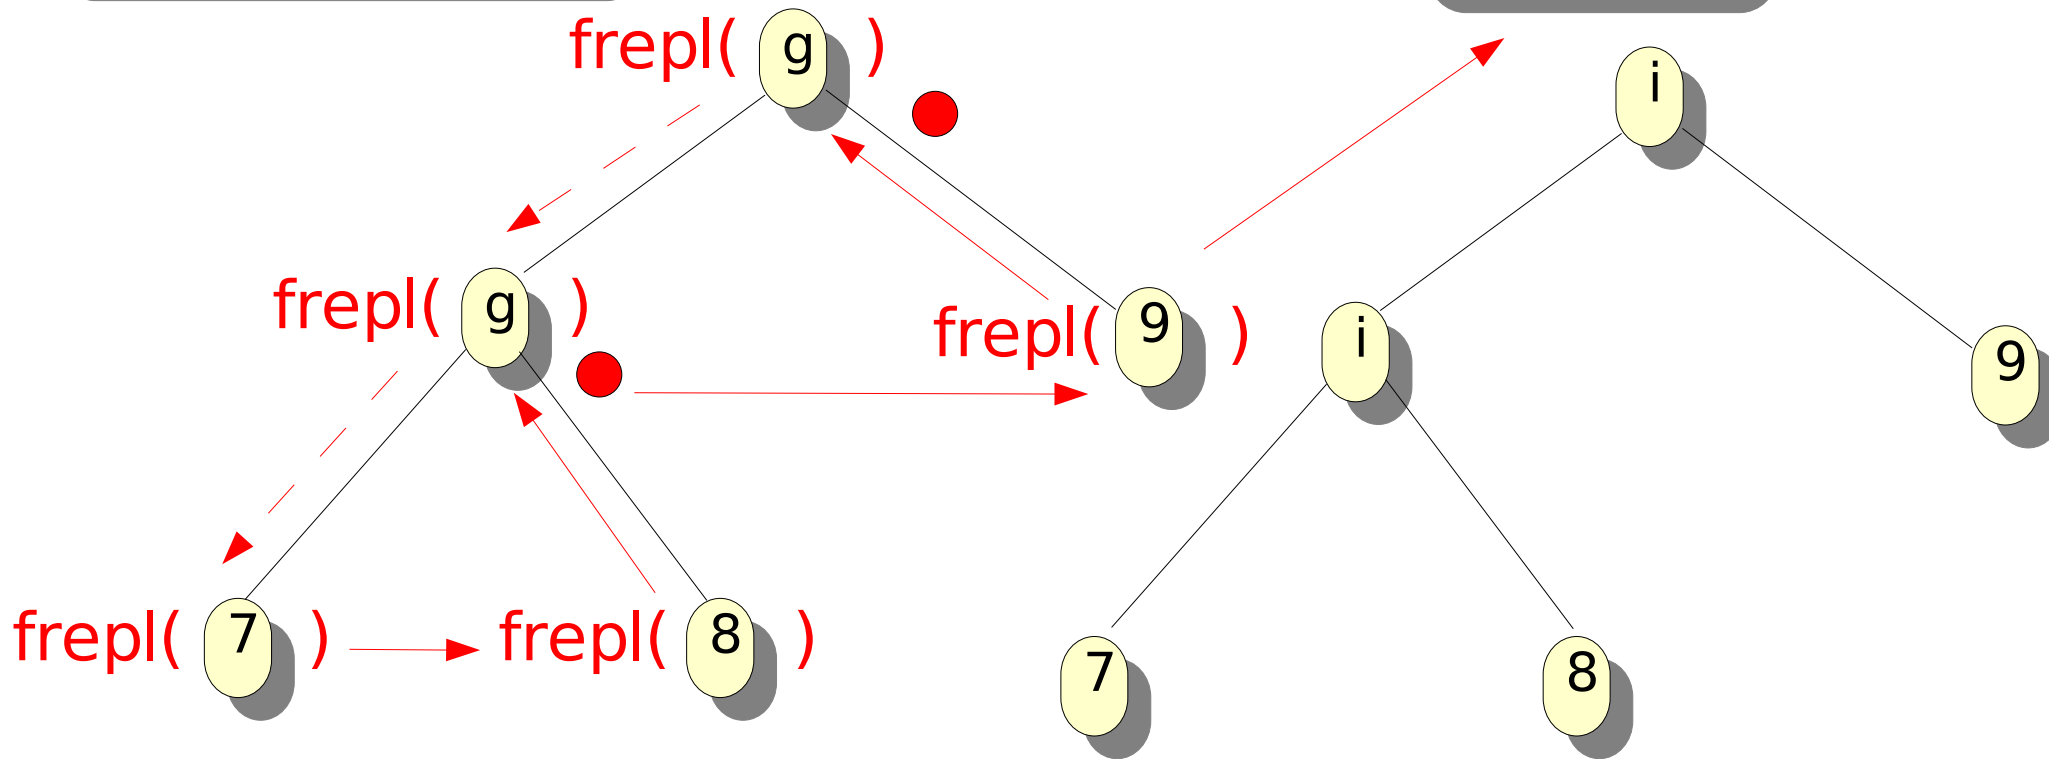 frepl( g )
i
frepl( g )
frepl( 9 )
i
9
frepl( 7 )
frepl( 8 )
7
8